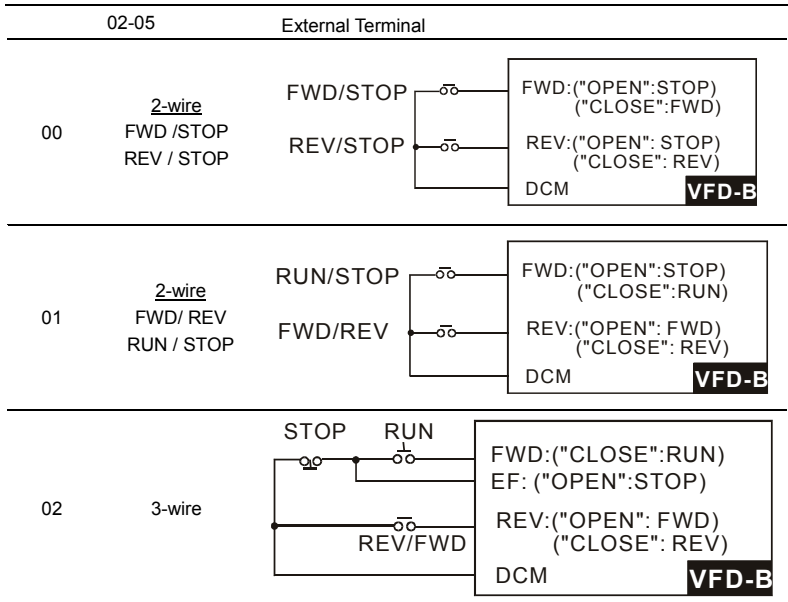 02-05 External Terminal
FWD/STOP
FWD:("OPEN":STOP)
("CLOSE":FWD)
2-wire
00 FWD /STOP
REV / STOP
REV/STOP
REV:("OPEN": STOP)
("CLOSE": REV)
DCM
VFD-B
RUN/STOP
FWD:("OPEN":STOP)
("CLOSE":RUN)
2-wire
01 FWD/ REV
RUN / STOP
FWD/REV
REV:("OPEN": FWD)
("CLOSE": REV)
DCM
VFD-B
STOP RUN
FWD:("CLOSE":RUN)
EF: ("OPEN":STOP)
02 3-wire
REV/FWD
REV:("OPEN": FWD)
("CLOSE": REV)
DCM
VFD-B